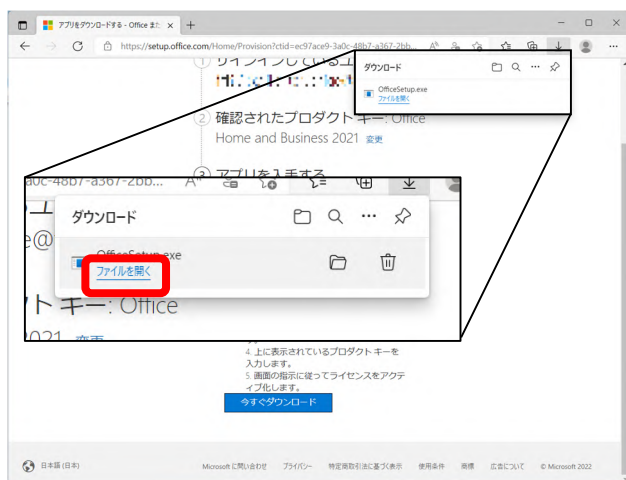 アプリをダウンロードする - Office また
https://setup.office.com/Home/Provision?ctid=ec97ace9-3a0c-48b7-a367-2bb...
① サインインしている
ダウンロード
OfficeSetup.exe
ファイルを開く
② 確認されたプロダクト キー: Office
Home and Business 2021 変更
③ アプリを入手する
a0c-48b7-a367-2bb...
ダウンロード
OfficeSetup.exe
ファイルを開く
e@
ト キー: Office
2021 変更
4. 上に表示されているプロダクト キーを
入力します。
5. 画面の指示に従ってライセンスをアクテ
ィブ化します。
今すぐダウンロード
日本語 (日本)
Microsoft に問い合わせ プライバシー 特定商取引法に基づく表示 使用条件 商標 広告について © Microsoft 2022